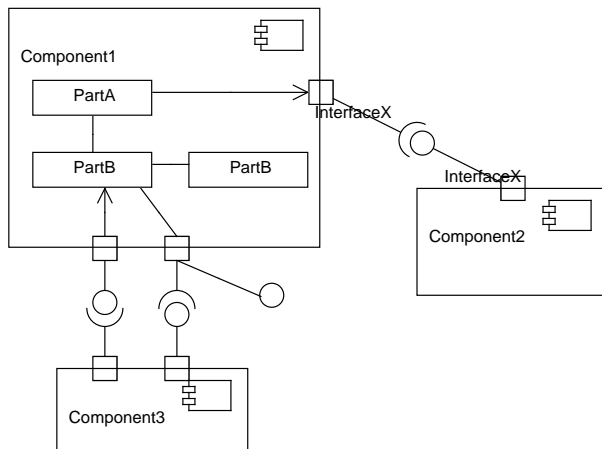 Component1
PartA
InterfaceX
PartB
PartB
InterfaceX
Component2
Component3